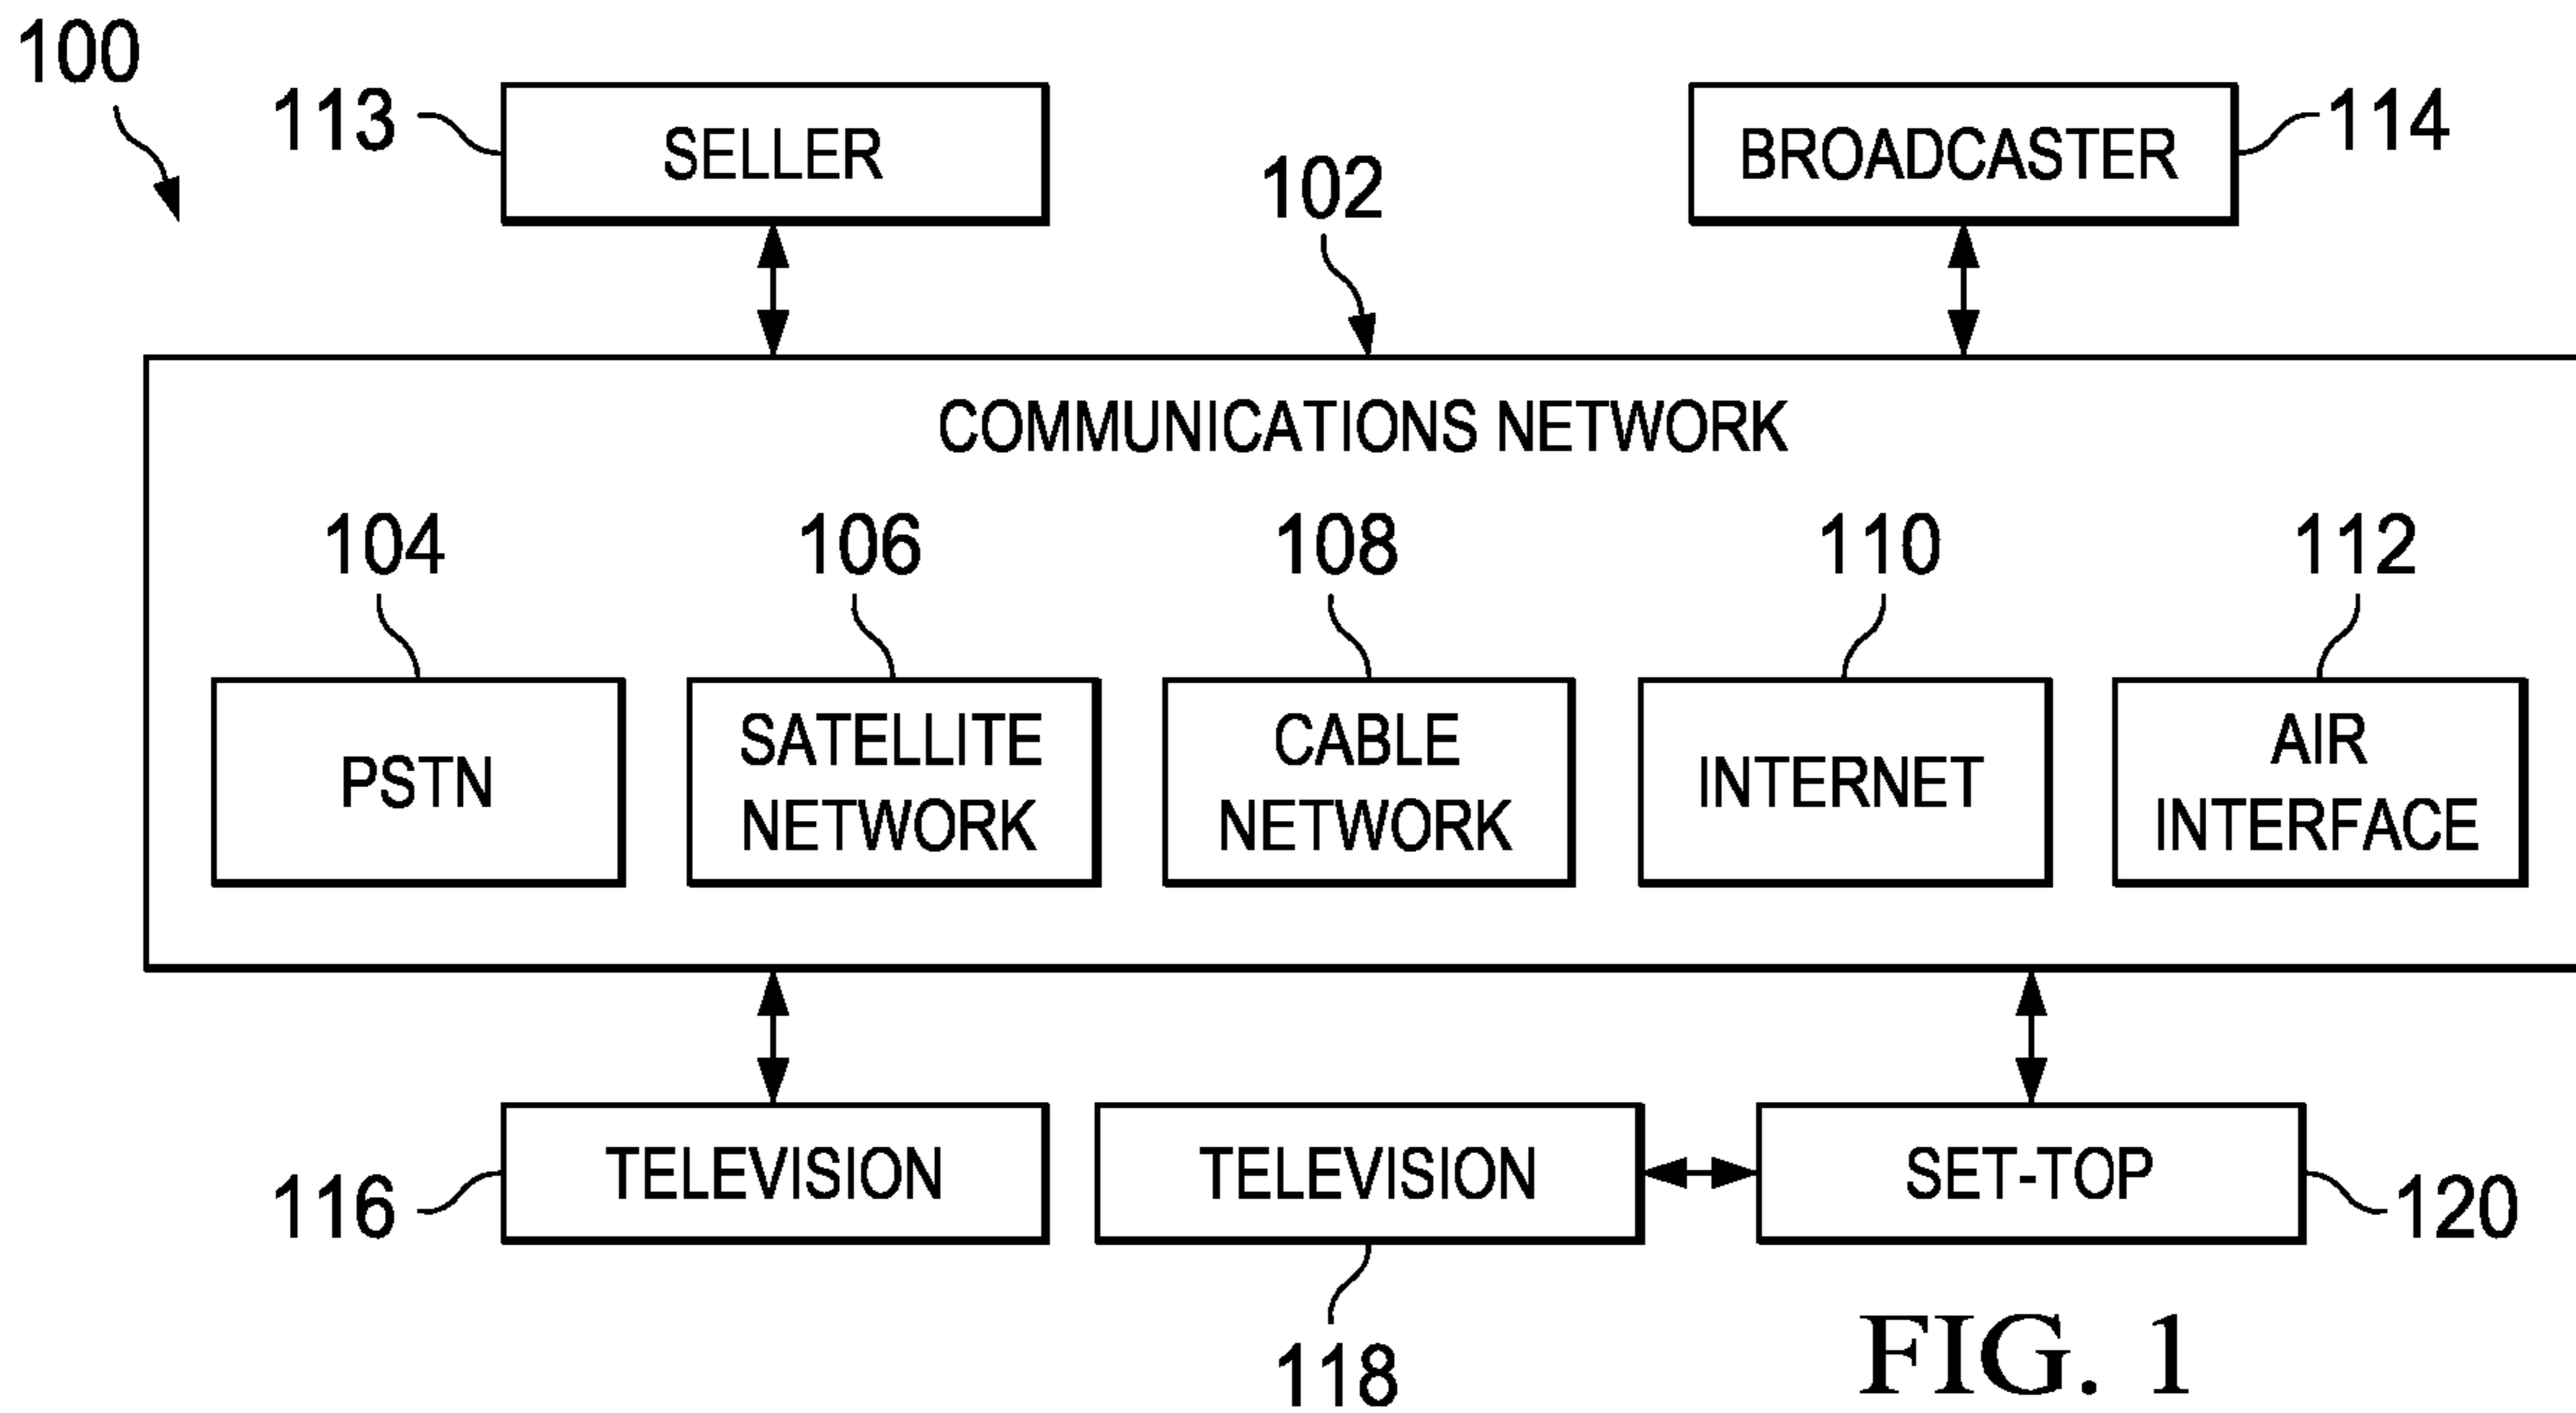 100
113
SELLER
BROADCASTER
114
102
COMMUNICATIONS NETWORK
104
106
108
110
112
PSTN
SATELLITE
NETWORK
CABLE
NETWORK
INTERNET
AIR
INTERFACE
116
TELEVISION
TELEVISION
SET-TOP
120
118
FIG. 1